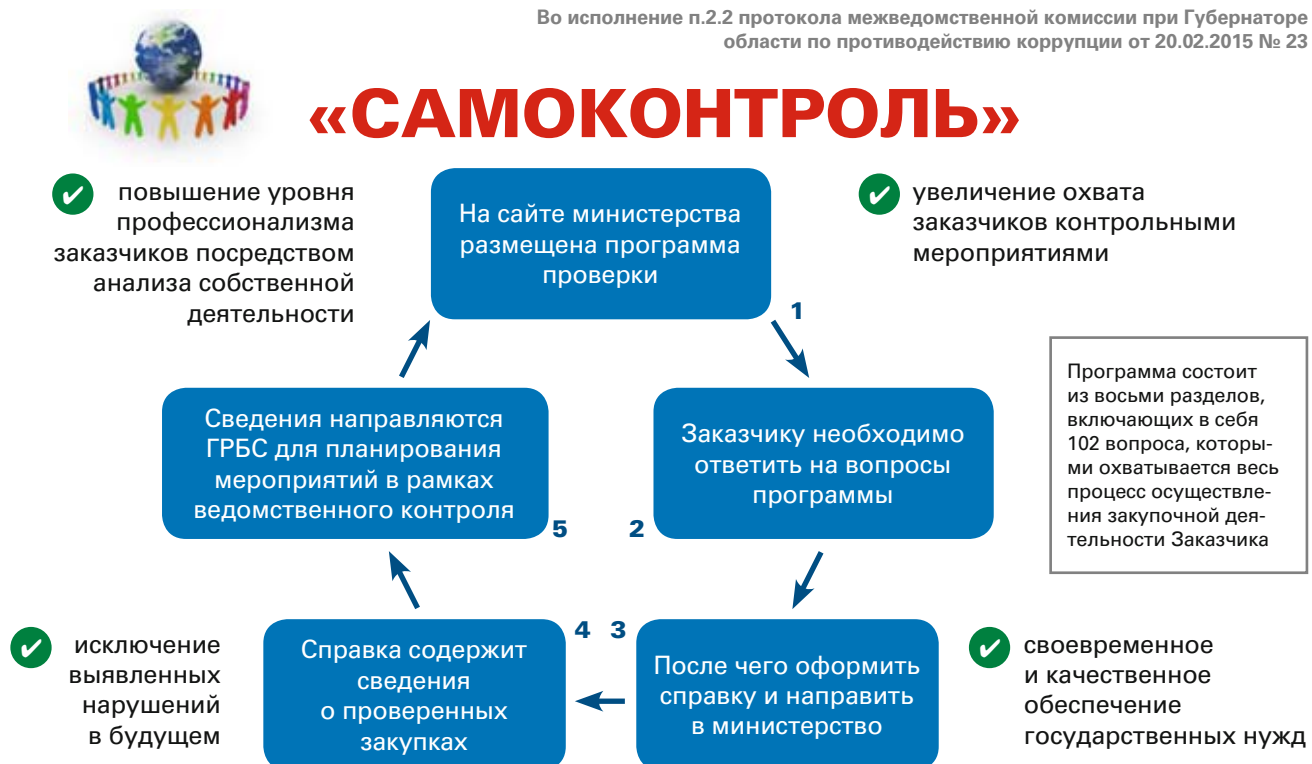 Во исполнение п.2.2 протокола межведомственной комиссии при Губернаторе
области по противодействию коррупции от 20.02.2015 № 23
«САМОКОНТРОЛЬ»
повышение уровня
профессионализма
заказчиков посредством
анализа собственной
деятельности
На сайте министерства
размещена программа
проверки
1
увеличение охвата
заказчиков контрольными
мероприятиями
Сведения направляются
ГРБС для планирования
мероприятий в рамках
ведомственного контроля
5
Заказчику необходимо
ответить на вопросы
программы
2
Программа состоит
из восьми разделов,
включающих в себя
102 вопроса, которы-
ми охватывается весь
процесс осуществле-
ния закупочной дея-
тельности Заказчика
исключение
выявленных
нарушений
в будущем
Справка содержит
сведения
о проверенных
закупках
4
3
После чего оформить
справку и направить
в министерство
своевременное
и качественное
обеспечение
государственных нужд